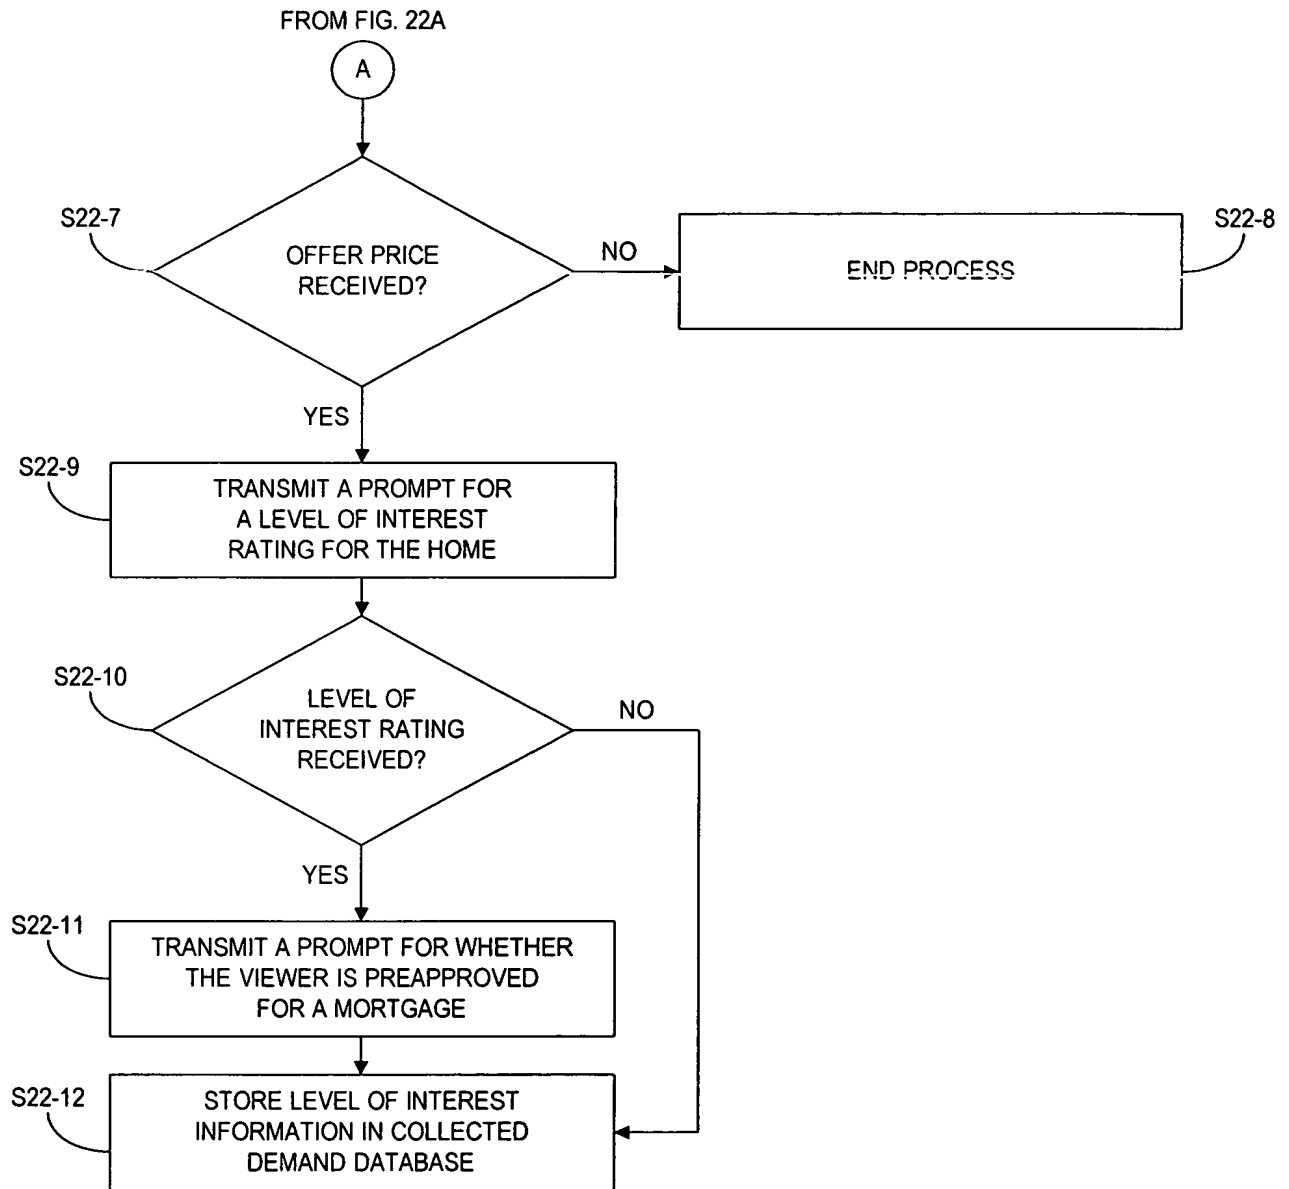 FROM FIG. 22A
A
S22-7
OFFER PRICE
RECEIVED?
NO
S22-8
END PROCESS
YES
S22-9
TRANSMIT A PROMPT FOR
A LEVEL OF INTEREST
RATING FOR THE HOME
S22-10
LEVEL OF
INTEREST RATING
RECEIVED?
NO
YES
S22-11
TRANSMIT A PROMPT FOR WHETHER
THE VIEWER IS PREAPPROVED
FOR A MORTGAGE
S22-12
STORE LEVEL OF INTEREST
INFORMATION IN COLLECTED
DEMAND DATABASE